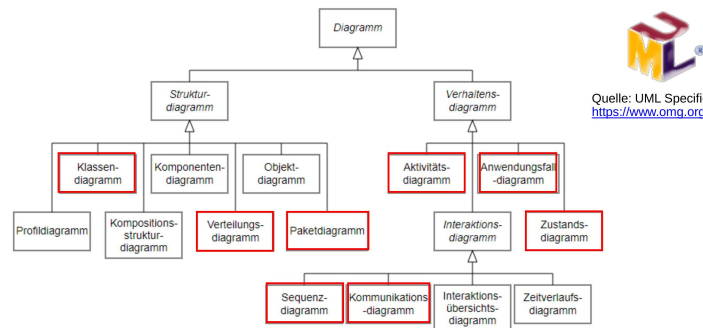 Diagramm
UML®
Struktur-
diagramm
Verhaltens-
diagramm
Quelle: UML Specifi
https://www.omg.org
Klassen-
diagramm
Komponenten-
diagramm
Objekt-
diagramm
Aktivitäts-
diagramm
Anwendungsfall
-diagramm
Profildiagramm
Kompositions-
struktur-
diagramm
Verteilungs-
diagramm
Paketdiagramm
Interaktions-
diagramm
Zustands-
diagramm
Sequenz-
diagramm
Kommunikations
-diagramm
Interaktions-
übersichts-
diagramm
Zeitverlaufs-
diagramm